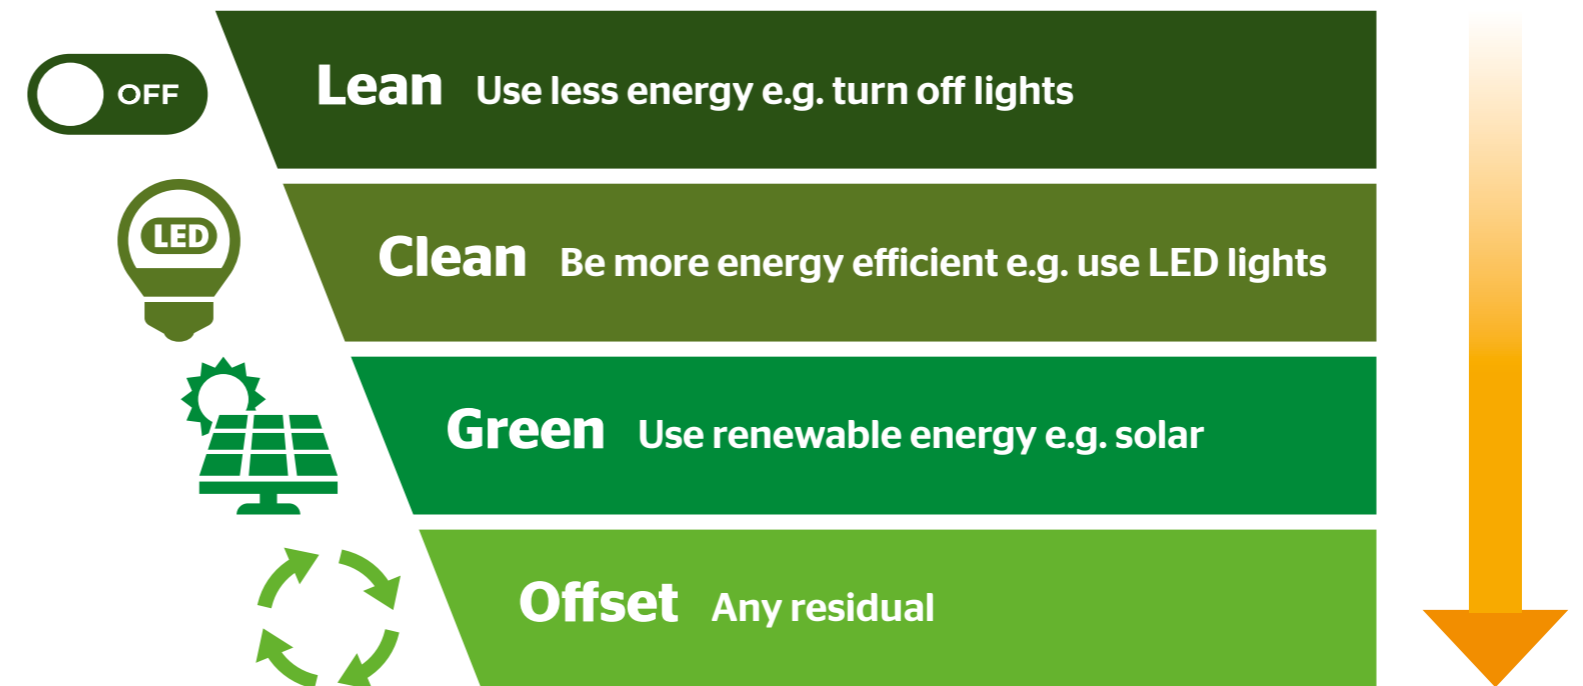 OFF
Lean Use less energy e.g. turn off lights
LED
Clean Be more energy efficient e.g. use LED lights
Green Use renewable energy e.g. solar
Offset Any residual